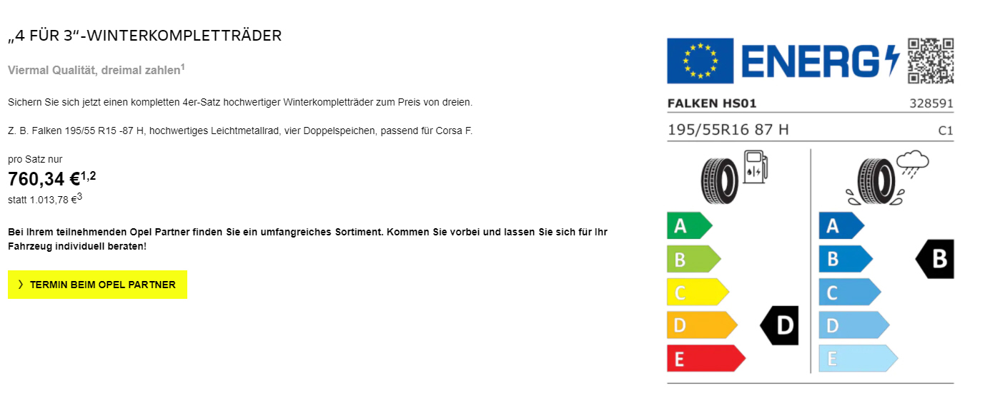 „4 FÜR 3“-WINTERKOMPLETTRÄDER
Viermal Qualität, dreimal zahlen1
Sichern Sie sich jetzt einen kompletten 4er-Satz hochwertiger Winterkompletträder zum Preis von dreien.
Z. B. Falken 195/55 R15 -87 H, hochwertiges Leichtmetallrad, vier Doppelspeichen, passend für Corsa F.
pro Satz nur
760,34 €1,2
statt 1.013,78 €3
Bei Ihrem teilnehmenden Opel Partner finden Sie ein umfangreiches Sortiment. Kommen Sie vorbei und lassen Sie sich für Ihr
Fahrzeug individuell beraten!
〉 TERMIN BEIM OPEL PARTNER
ENERG
FALKEN HS01 328591
195/55R16 87 H C1
A
B
C
D
E
D
A
B
C
D
E
B